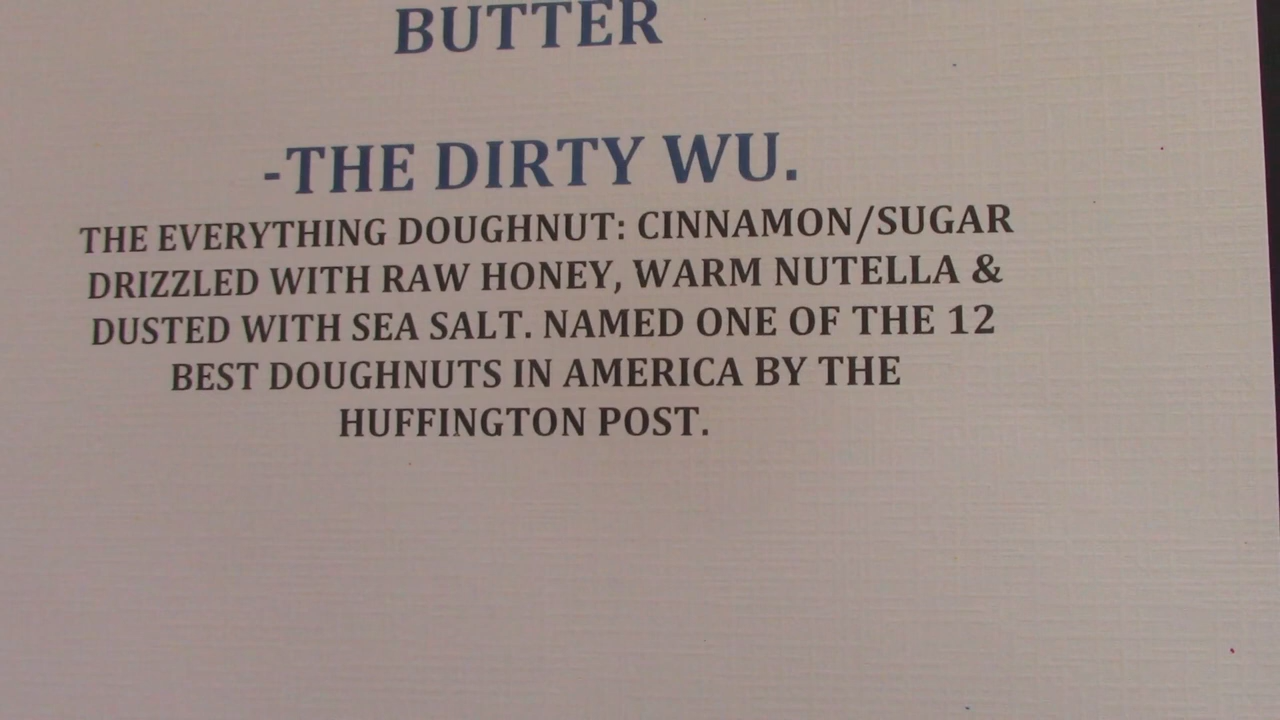 BUTTER
-THE DIRTY WU.
THE EVERYTHING DOUGHNUT: CINNAMON/SUGAR
DRIZZLED WITH RAW HONEY, WARM NUTELLA &
DUSTED WITH SEA SALT. NAMED ONE OF THE 12
BEST DOUGHNUTS IN AMERICA BY THE
HUFFINGTON POST.